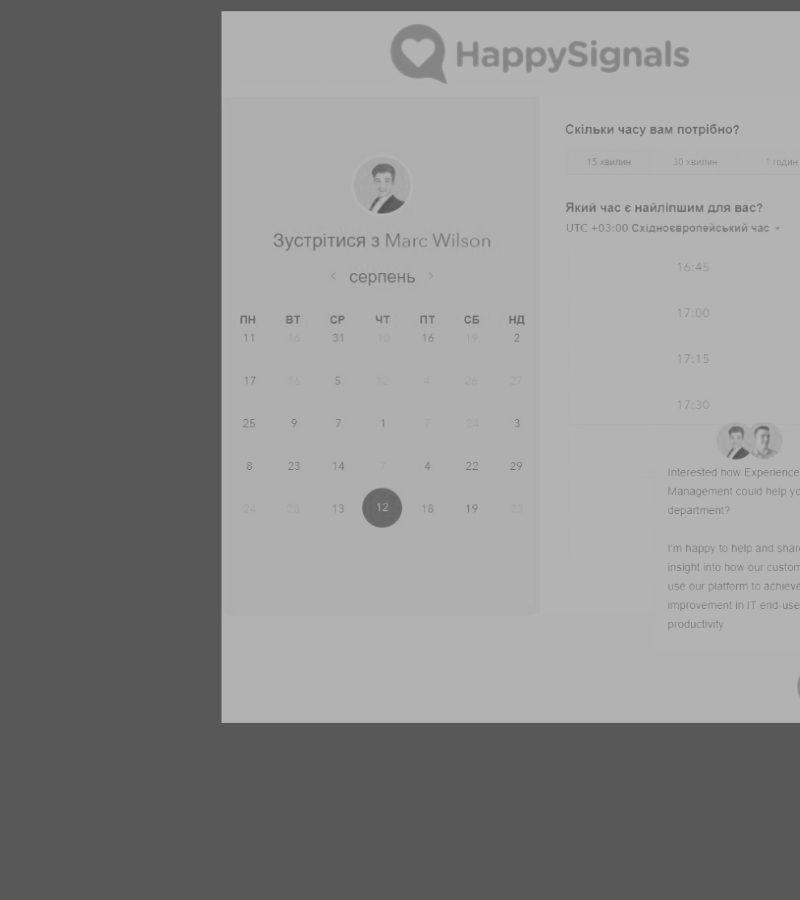 HappySignals
Зустрітися з Marc Wilson
серпень
ПН ВТ СР ЧТ ПТ СБ НД
11 16 31 10 16 19 2
17 16 5 12 4 26 27
25 9 7 1 7 24 3
8 23 14 7 4 22 29
24 28 13 12 18 19 23
Скільки часу вам потрібно?
15 хвилин 30 хвилин 1 годин
Який час є найліпшим для вас?
UTC +03:00 Східноєвропейський час
16:45
17:00
17:15
17:30
Interested how Experience
Management could help yo
department?
I'm happy to help and share
insight into how our custom
use our platform to achieve
improvement in IT end-use
productivity.